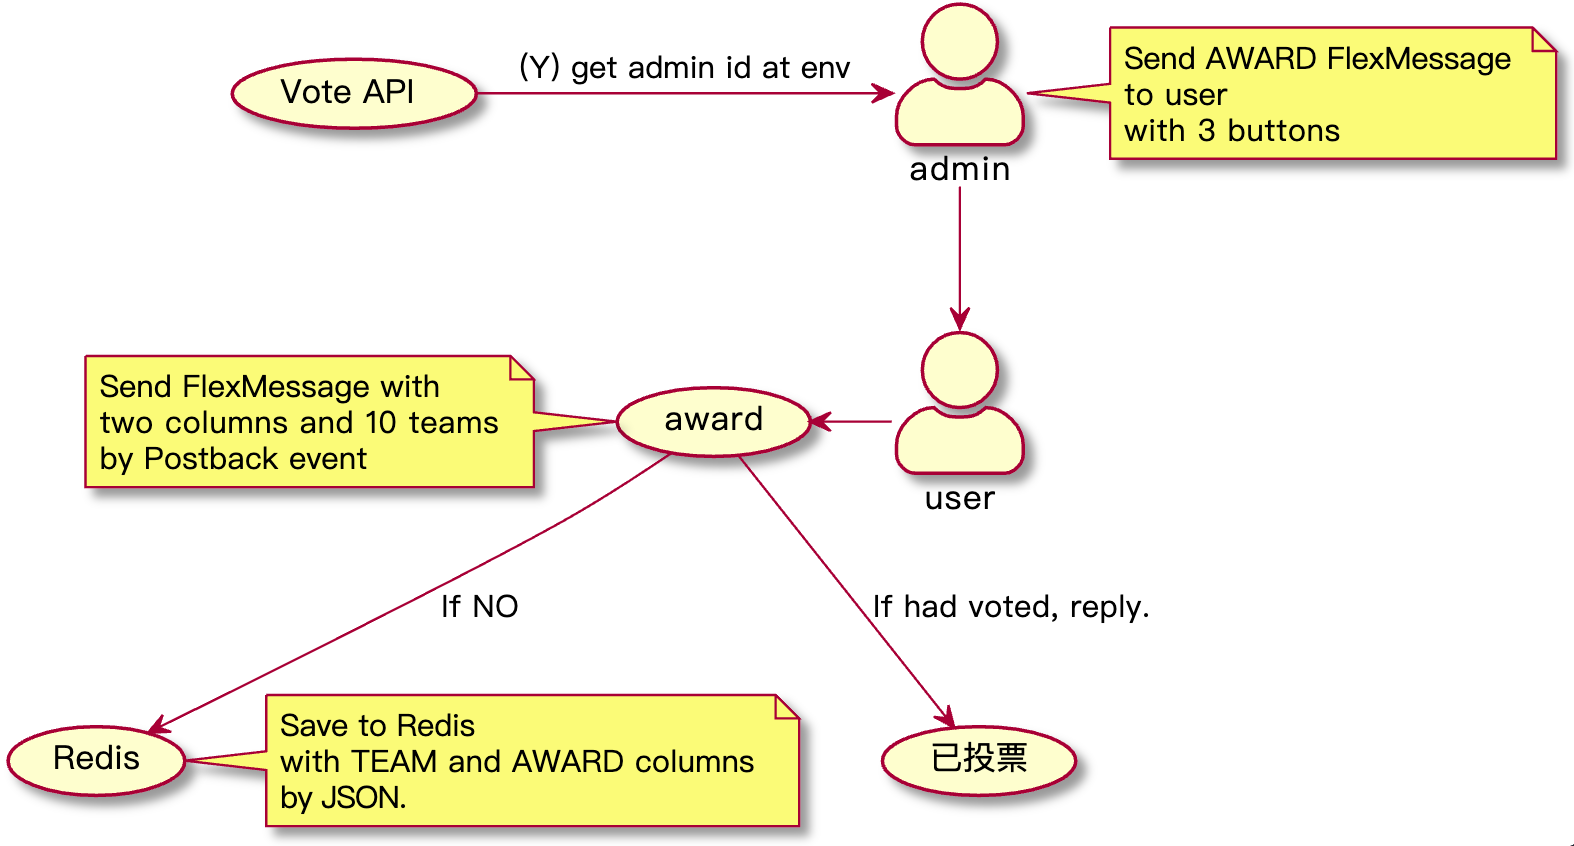 Vote API
(Y) get admin id at env
Send AWARD FlexMessage
to user
with 3 buttons
admin
Send FlexMessage with
two columns and 10 teams
by Postback event
award
user
If NO
If had voted, reply.
Redis
Save to Redis
with TEAM and AWARD columns
by JSON.
已投票